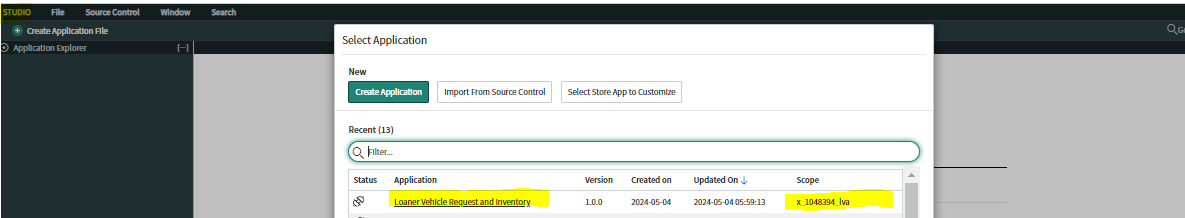 STUDIO File Source Control Window Search
Create Application File
Application Explorer
Select Application
New
Create Application Import From Source Control Select Store App to Customize
Recent (13)
Filter...
Status Application Version Created on Updated On Scope
Loaner Vehicle Request and Inventory 1.0.0 2024-05-04 2024-05-04 05:59:13 x_1048394_lva